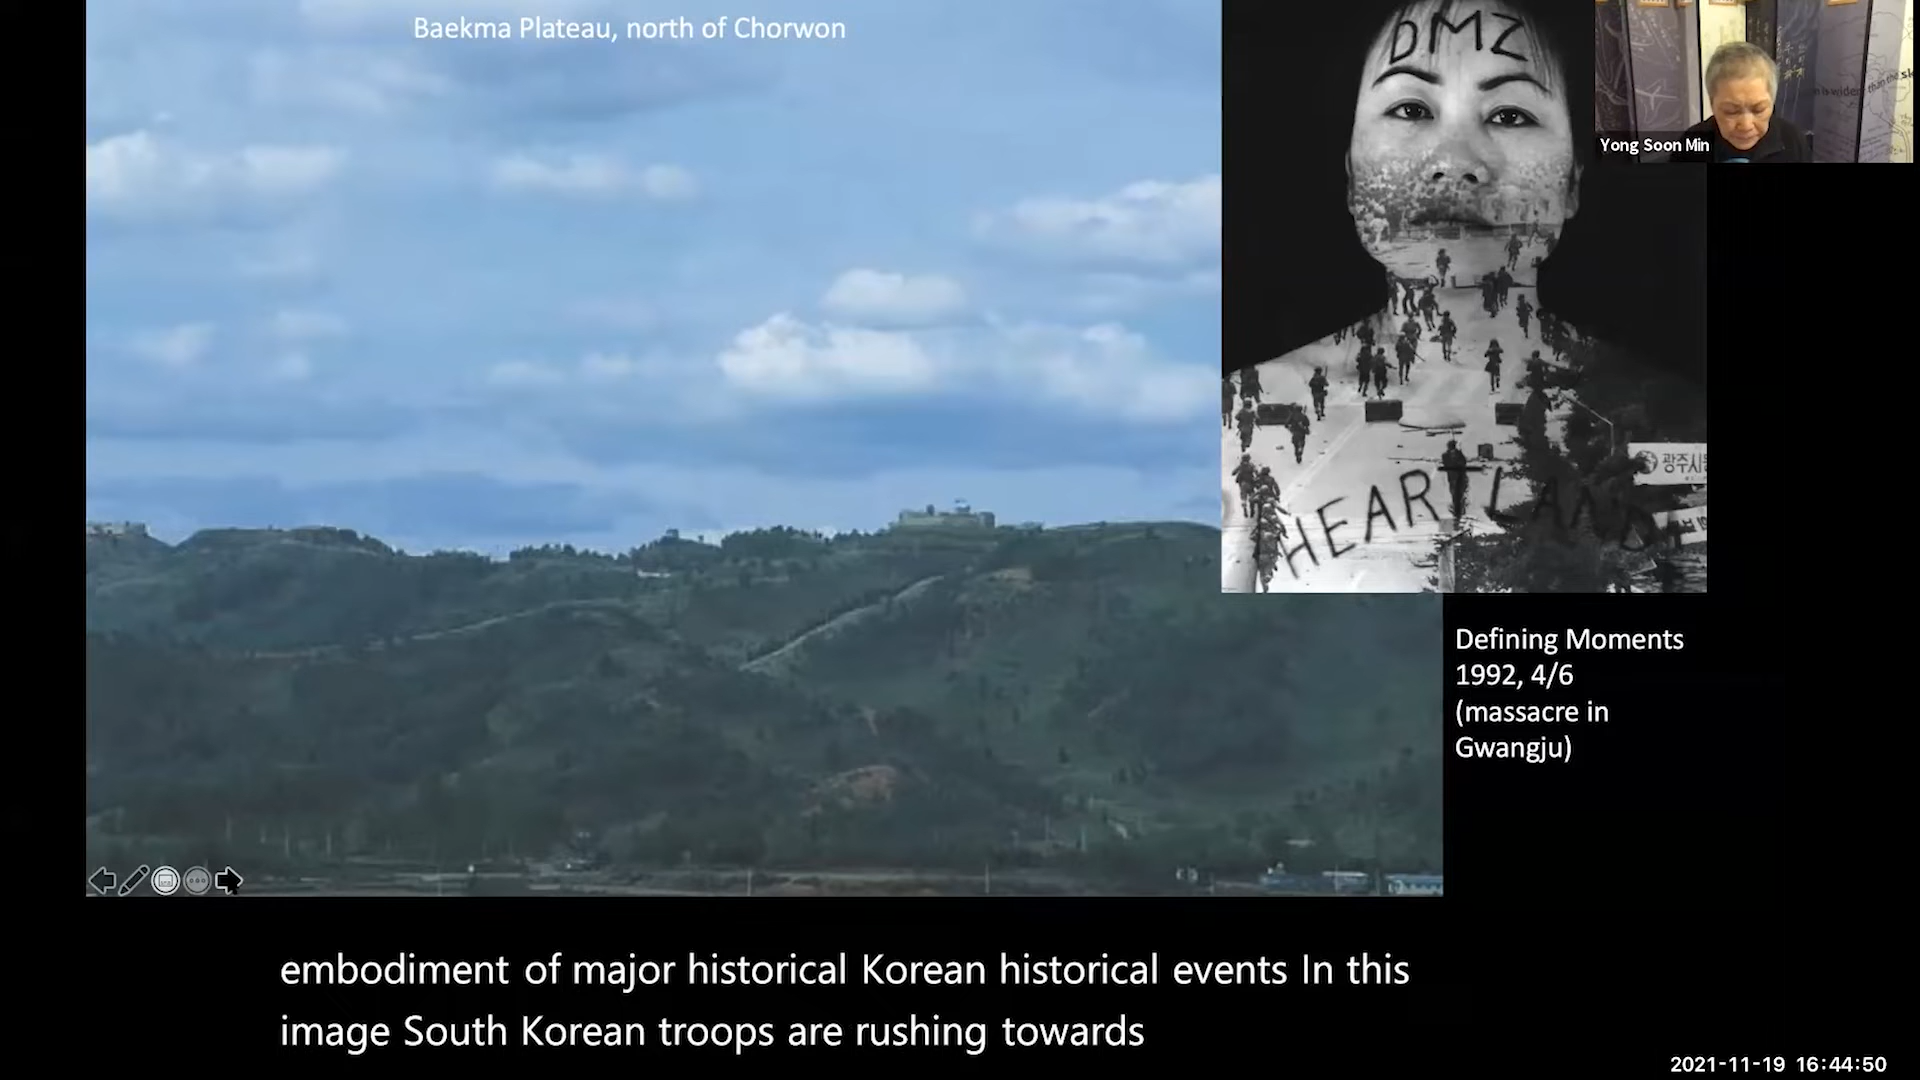 Baekma Plateau, north of Chorwon
DMZ
HEARTLAND
광주시
Yong Soon Min
Defining Moments
1992, 4/6
(massacre in
Gwangju)
embodiment of major historical Korean historical events In this
image South Korean troops are rushing towards
2021-11-19 16:44:50